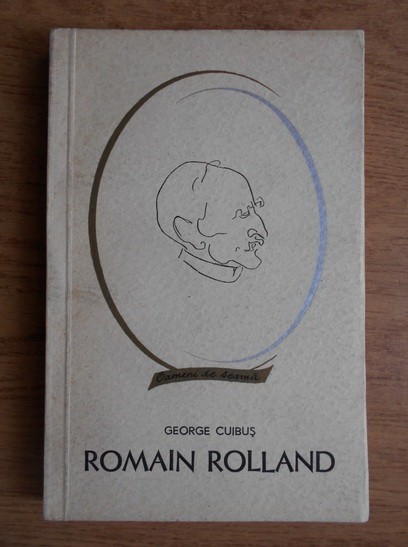 Oameni de seamă
GEORGE CUIBUȘ
ROMAIN ROLLAND